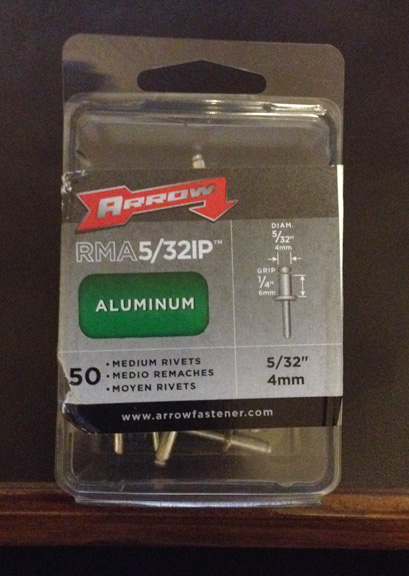 ARROW
RMA5/32IP™
ALUMINUM
DIAM.
5/32"
4mm
GRIP
1/4"
6mm
50
• MEDIUM RIVETS
• MEDIO REMACHES
• MOYEN RIVETS
5/32"
4mm
www.arrowfastener.com